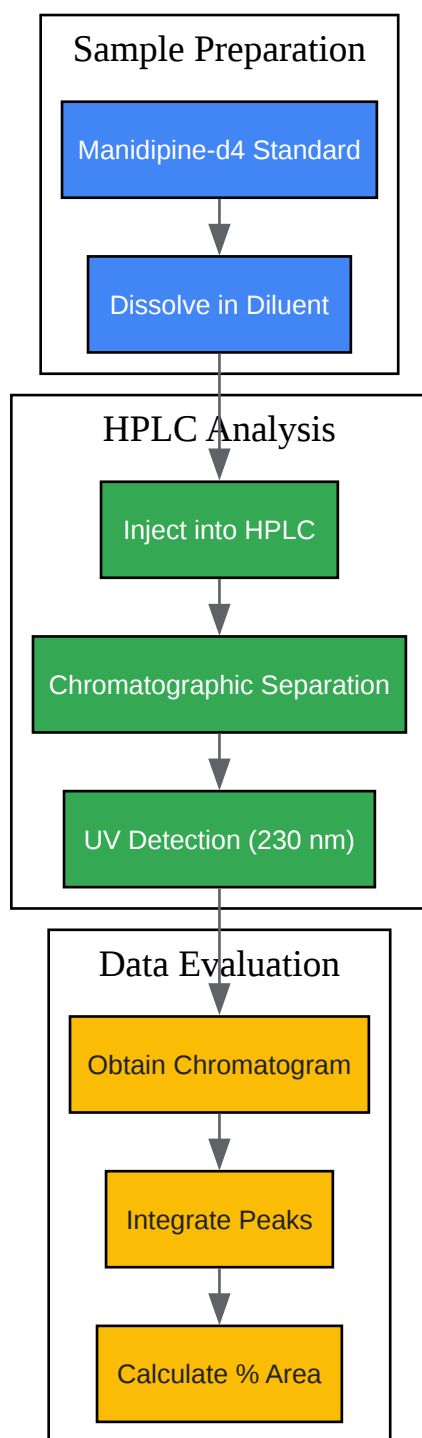 Sample Preparation
Manidipine-d4 Standard
Dissolve in Diluent
HPLC Analysis
Inject into HPLC
Chromatographic Separation
UV Detection (230 nm)
Data Evaluation
Obtain Chromatogram
Integrate Peaks
Calculate % Area